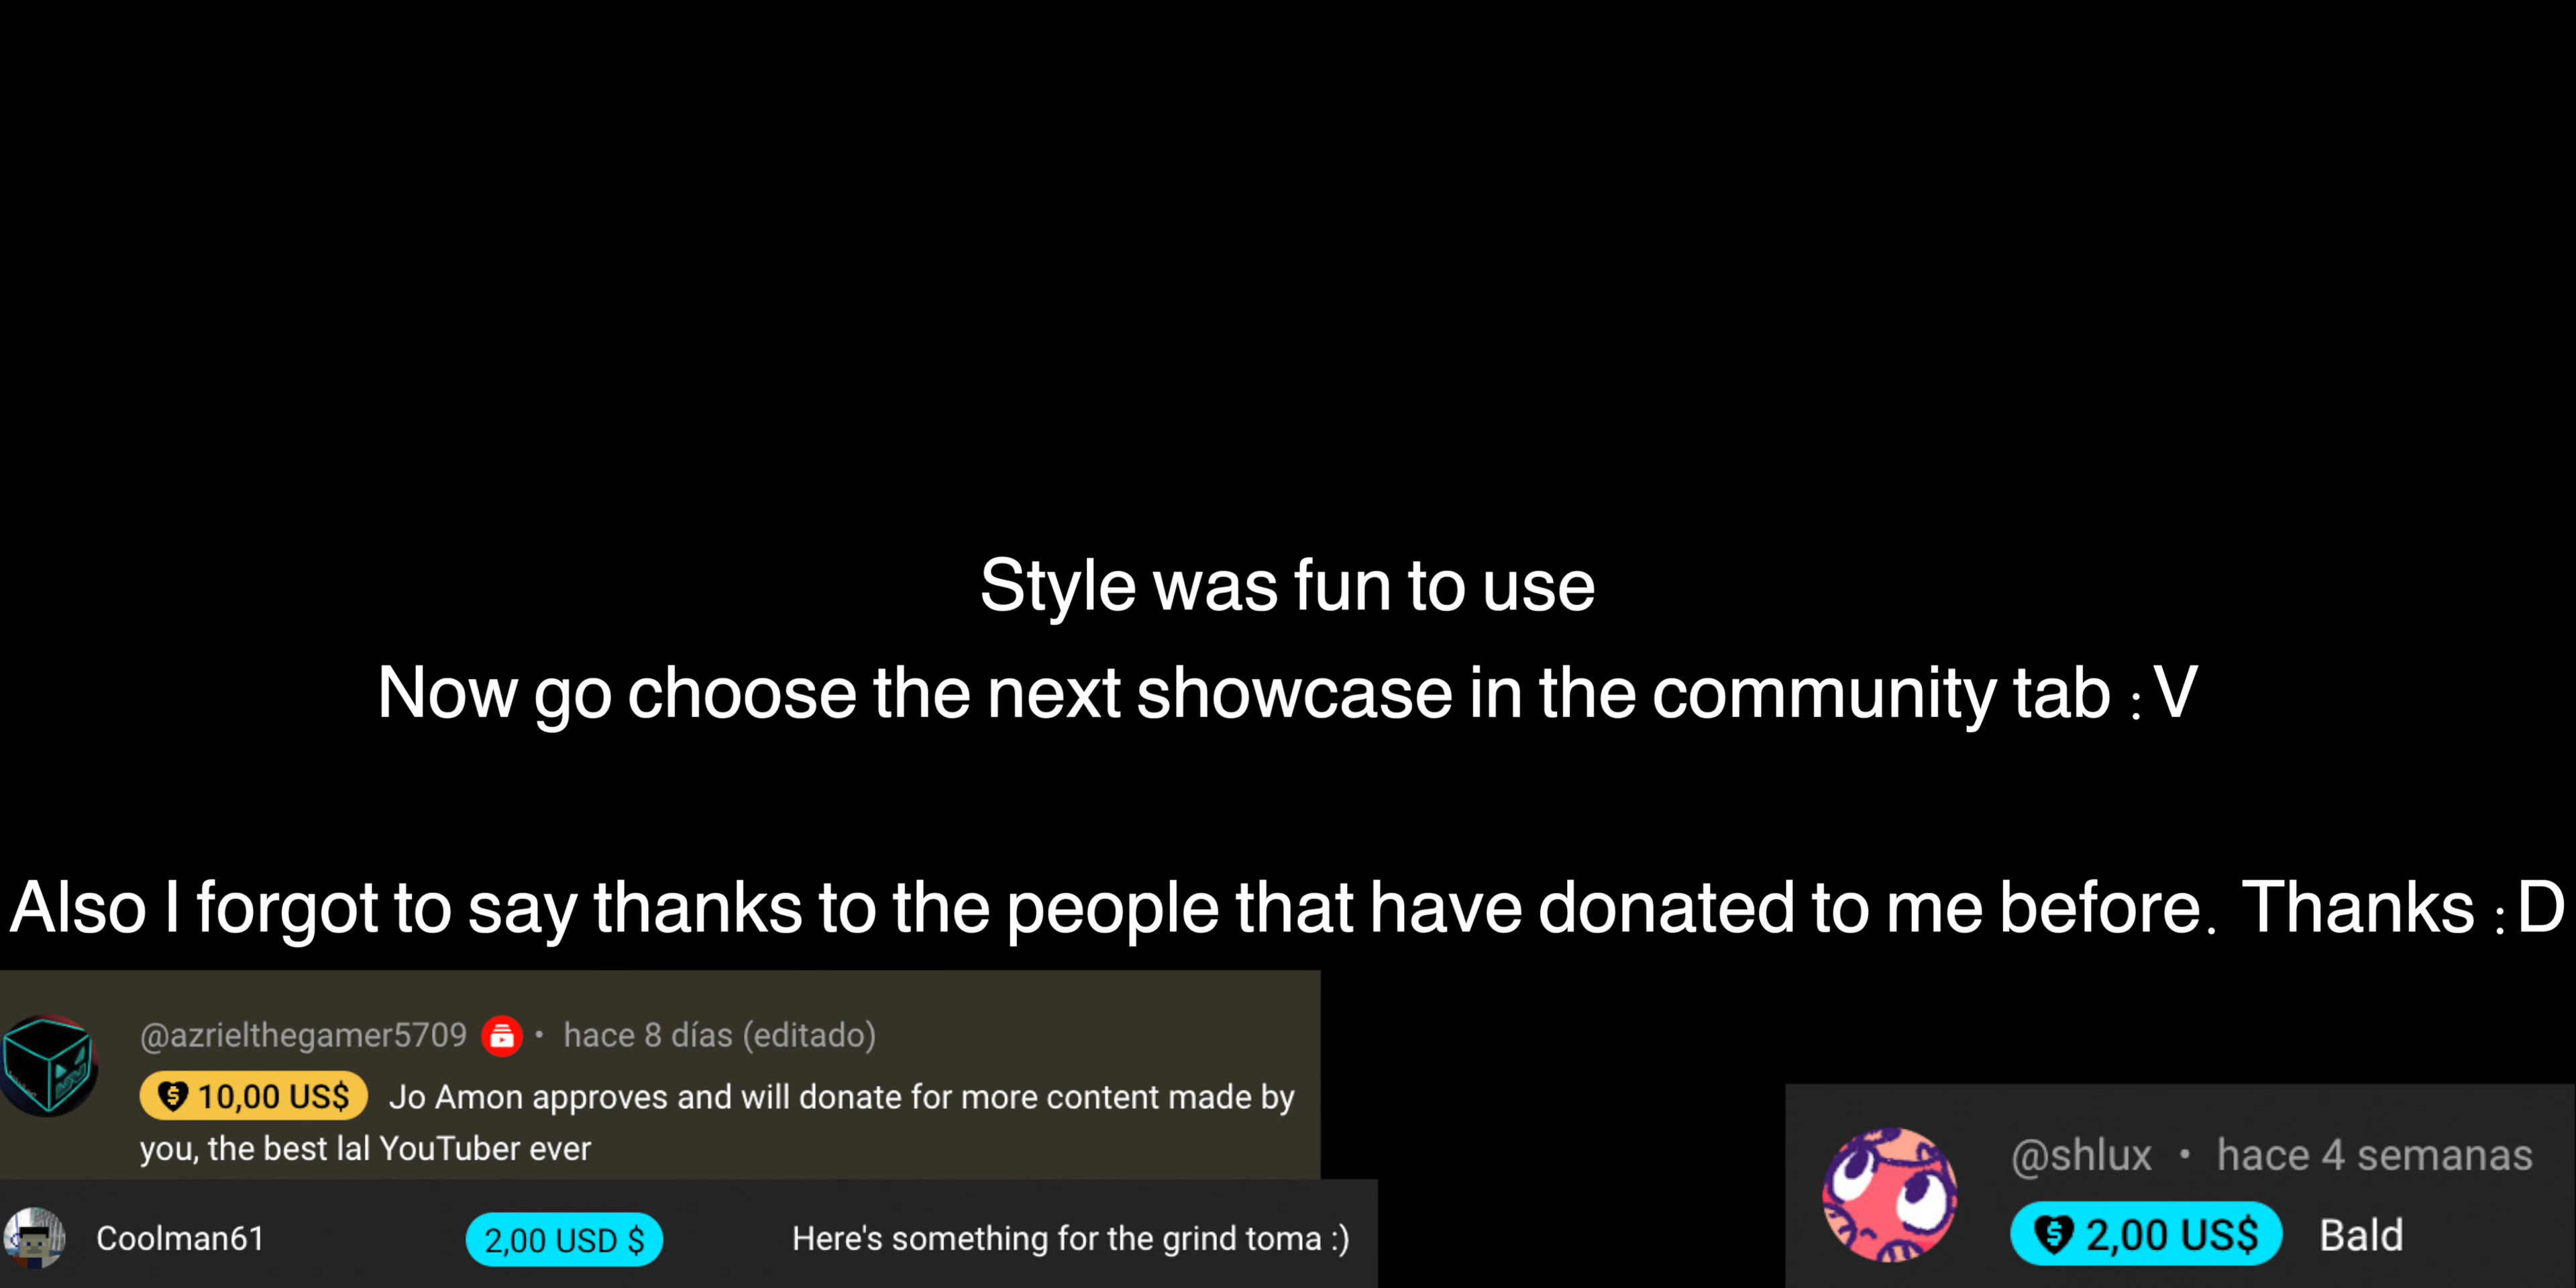 Style was fun to use
Now go choose the next showcase in the community tab :V
Also I forgot to say thanks to the people that have donated to me before. Thanks :D
@azrielthegamer5709 • hace 8 días (editado)
10,00 US$ Jo Amon approves and will donate for more content made by
you, the best lal YouTuber ever
Coolman61 2,00 USD $ Here's something for the grind toma :)
@shlux • hace 4 semanas
2,00 US$ Bald